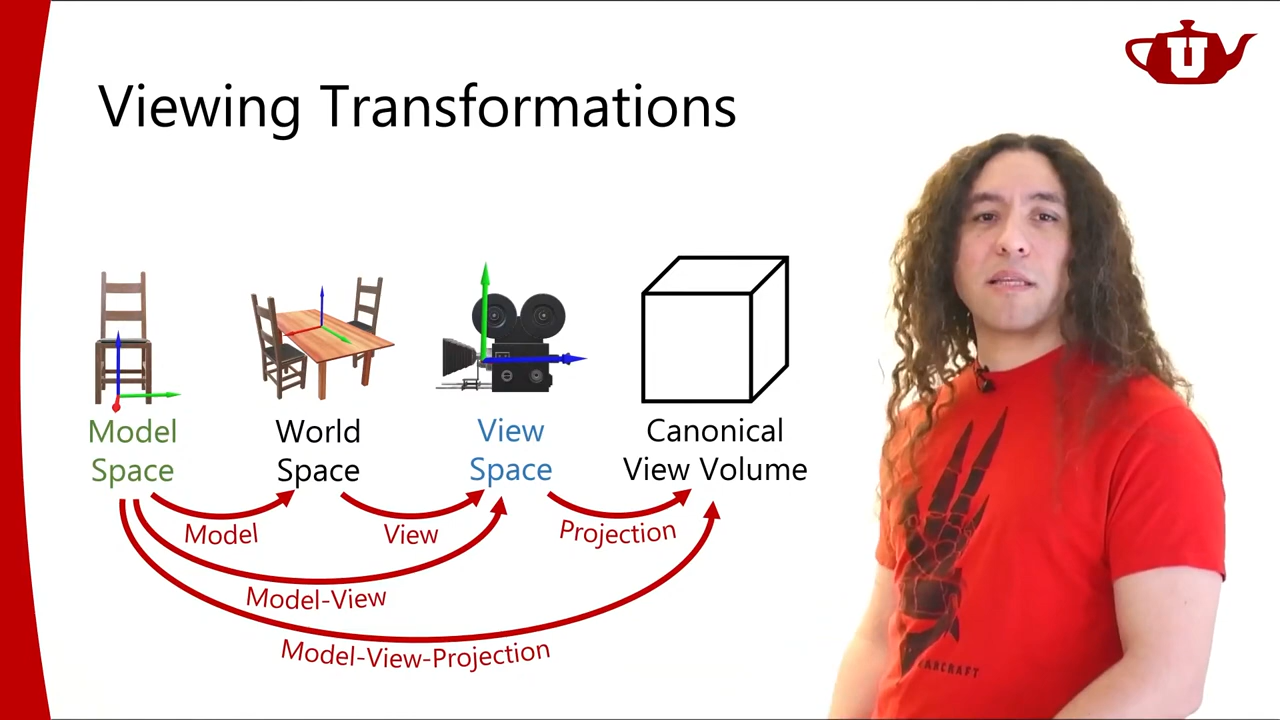 U
Viewing Transformations
Model
Space
World
Space
View
Space
Canonical
View Volume
Model
View
Projection
Model-View
Model-View-Projection